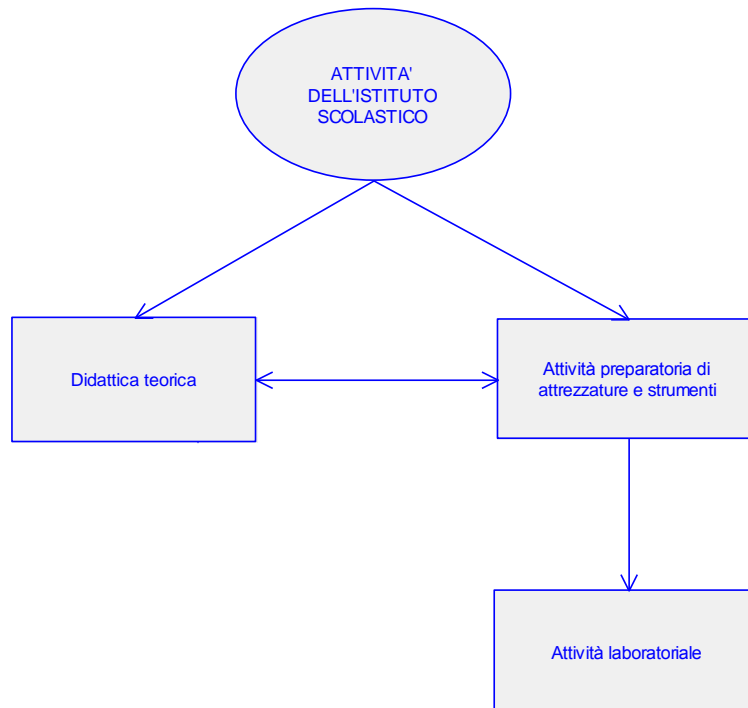 ATTIVITA'
DELL'ISTITUTO
SCOLASTICO
Didattica teorica
Attività preparatoria di
attrezzature e strumenti
Attività laboratoriale